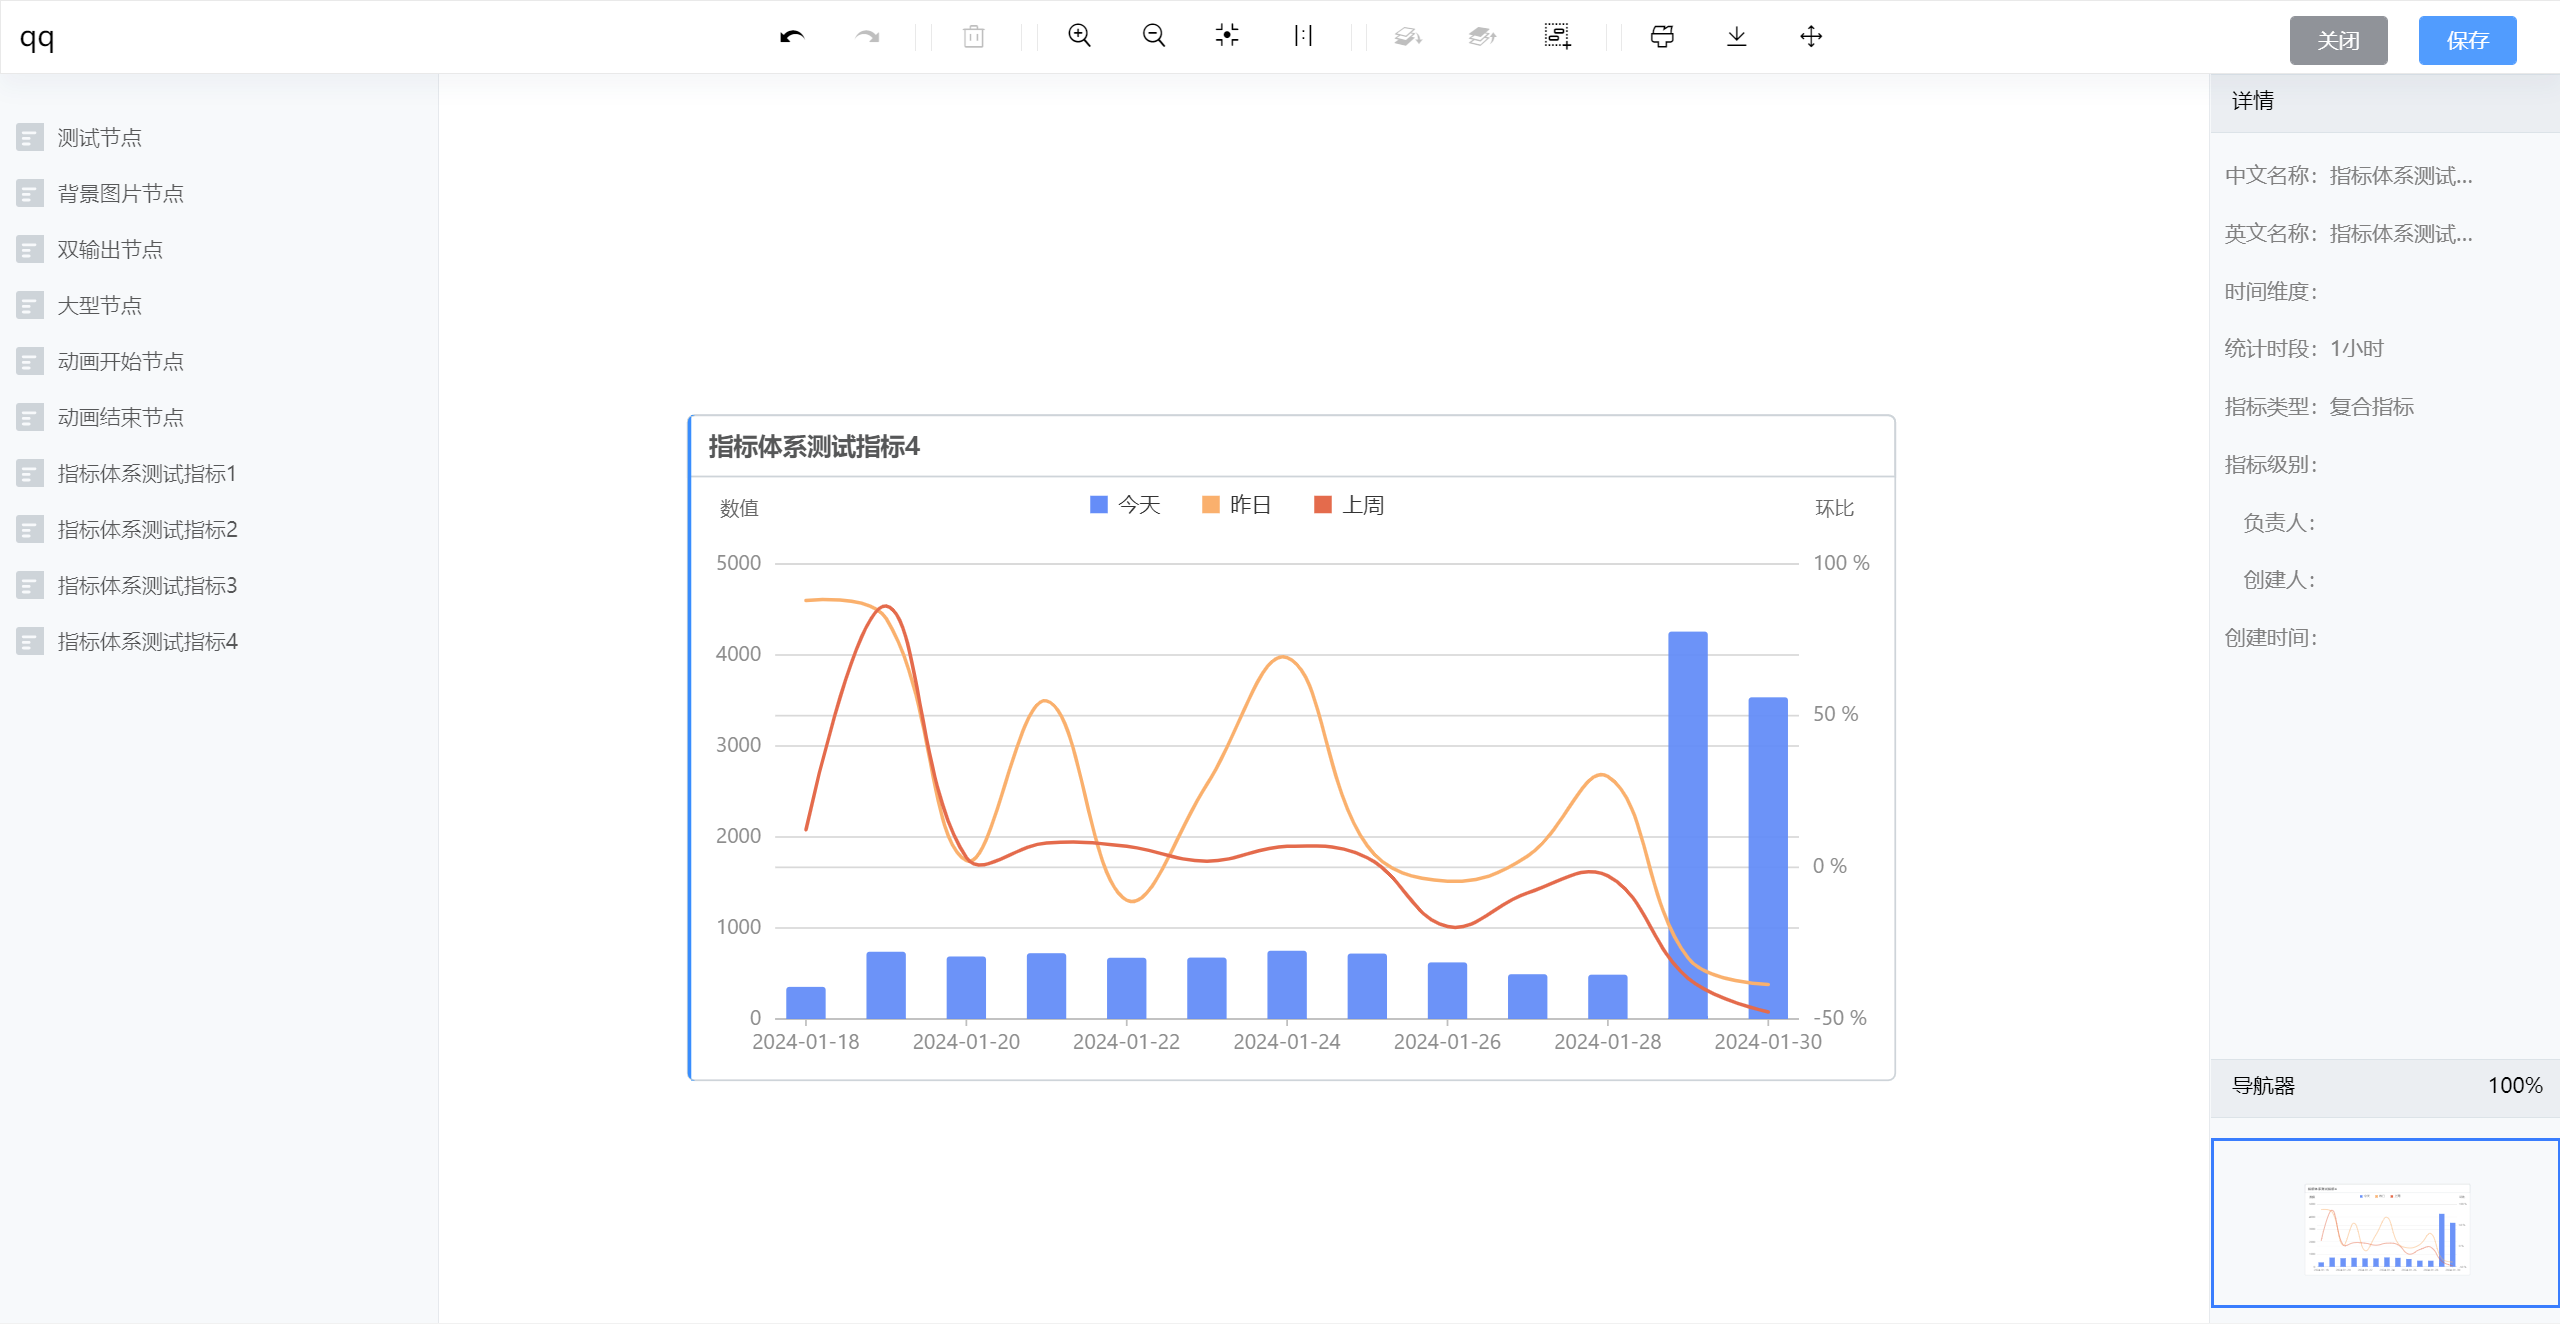 qq
关闭
保存
测试节点
背景图片节点
双输出节点
大型节点
动画开始节点
动画结束节点
指标体系测试指标1
指标体系测试指标2
指标体系测试指标3
指标体系测试指标4
指标体系测试指标4
数值
今天
昨日
上周
环比
5000
4000
3000
2000
1000
0
100 %
50 %
0 %
-50 %
2024-01-18
2024-01-20
2024-01-22
2024-01-24
2024-01-26
2024-01-28
2024-01-30
详情
中文名称：指标体系测试...
英文名称：指标体系测试...
时间维度：
统计时段：1小时
指标类型：复合指标
指标级别：
负责人：
创建人：
创建时间：
导航器
100%